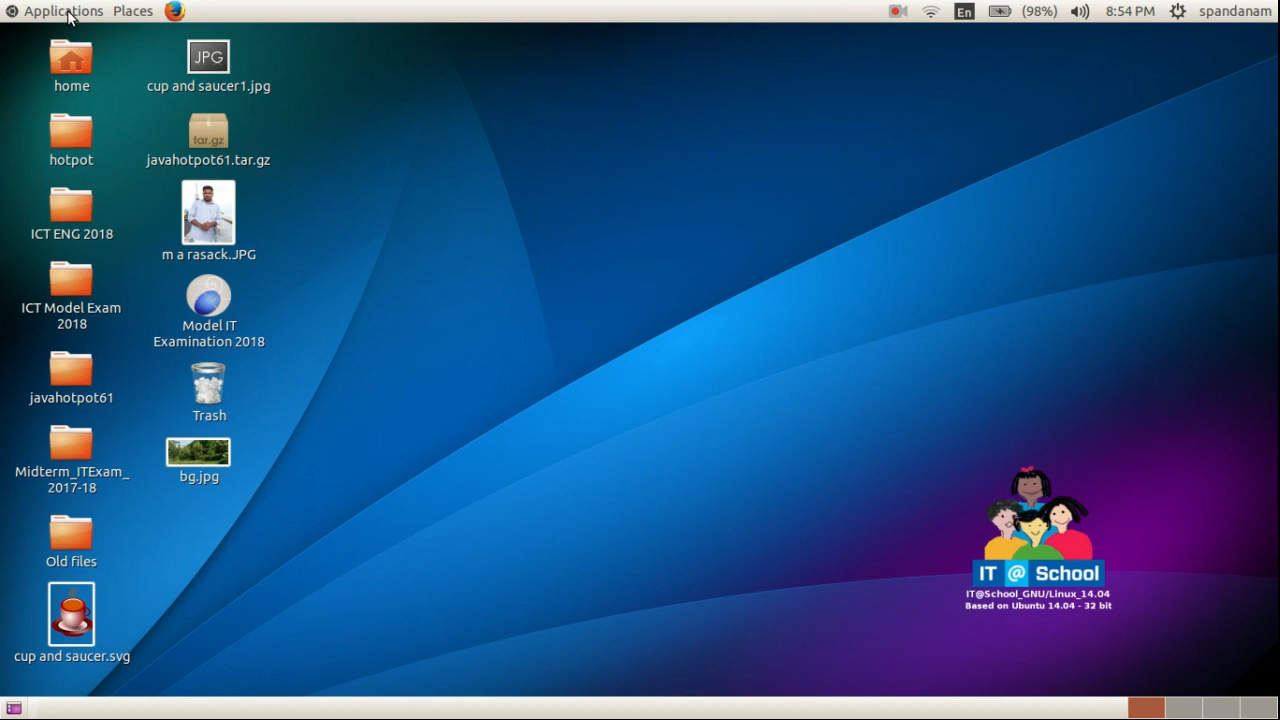 Applications Places
En (98%) 8:54 PM spandanam
home
hotpot
ICT ENG 2018
ICT Model Exam
2018
javahotpot61
Midterm_ITExam_
2017-18
Old files
cup and saucer.svg
JPG
cup and saucer1.jpg
tar.gz
javahotpot61.tar.gz
m a rasack.JPG
Model IT
Examination 2018
Trash
bg.jpg
IT @ School
IT@School_GNU/Linux_14.04
Based on Ubuntu 14.04 - 32 bit